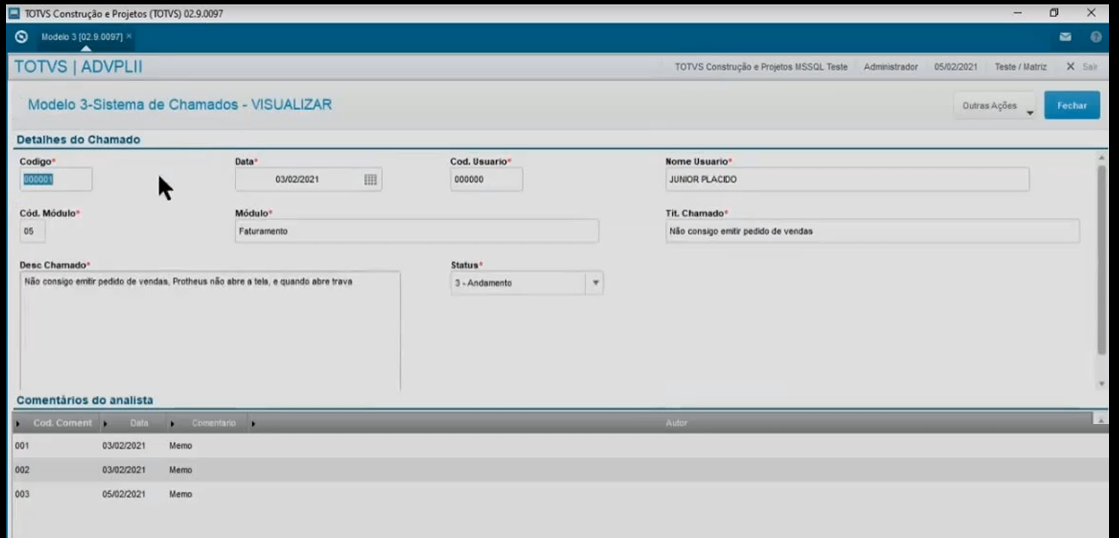 TOTVS Construção e Projetos (TOTVS) 02.9.0097
Modelo 3 [02.9.0097]
TOTVS | ADVPLII
TOTVS Construção e Projetos MSSQL Teste Administrador 05/02/2021 Teste / Matriz X Sair
Modelo 3-Sistema de Chamados - VISUALIZAR
Outras Ações Fechar
Detalhes do Chamado
Codigo* Data* Cod. Usuario* Nome Usuario*
000001 03/02/2021 000000 JUNIOR PLACIDO
Cód. Módulo* Módulo* Tit. Chamado*
05 Faturamento Não consigo emitir pedido de vendas
Desc Chamado* Status*
Não consigo emitir pedido de vendas, Protheus não abre a tela, e quando abre trava 3 - Andamento
Comentários do analista
Cod. Coment Data Comentario Autor
001 03/02/2021 Memo
002 03/02/2021 Memo
003 05/02/2021 Memo